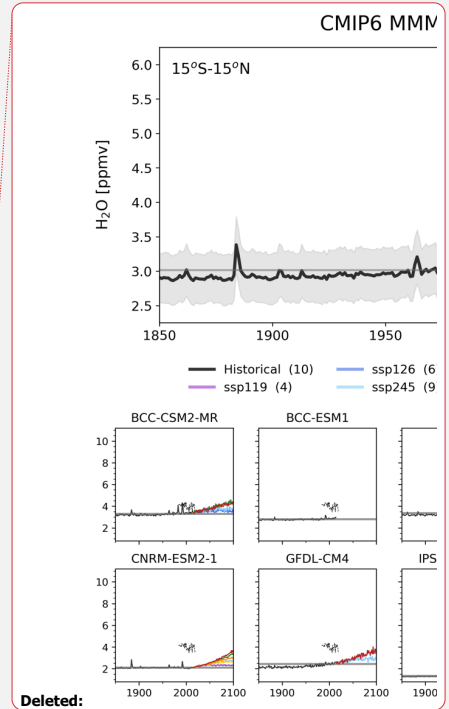 CMIP6 MMM
15°S-15°N
H₂O [ppmv]
6.0
5.5
5.0
4.5
4.0
3.5
3.0
2.5
1850 1900 1950
Historical (10) ssp126 (6
ssp119 (4) ssp245 (9
BCC-CSM2-MR BCC-ESM1
10
8
6
4
2
CNRM-ESM2-1 GFDL-CM4 IPS
10
8
6
4
2
1900 2000 2100 1900 2000 2100 1900
Deleted: